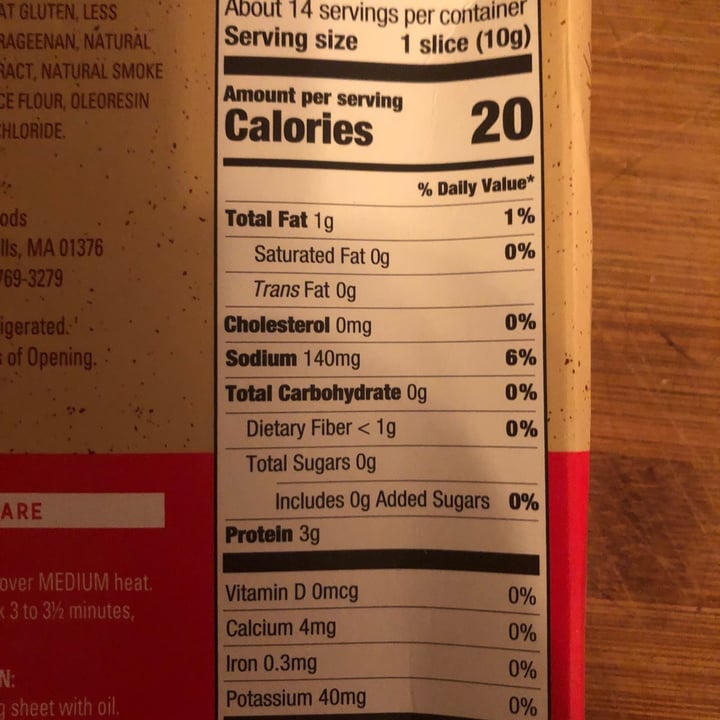 AT GLUTEN, LESS
RAGEENAN, NATURAL
RACT, NATURAL SMOKE
CE FLOUR, OLEORESIN
CHLORIDE.
ods
lls, MA 01376
769-3279
igerated.
s of Opening.
ARE
over MEDIUM heat.
k 3 to 3½ minutes,
N:
g sheet with oil.
About 14 servings per container
Serving size 1 slice (10g)
Amount per serving
Calories 20
% Daily Value*
Total Fat 1g 1%
Saturated Fat 0g 0%
Trans Fat 0g
Cholesterol 0mg 0%
Sodium 140mg 6%
Total Carbohydrate 0g 0%
Dietary Fiber < 1g 0%
Total Sugars 0g
Includes 0g Added Sugars 0%
Protein 3g
Vitamin D 0mcg 0%
Calcium 4mg 0%
Iron 0.3mg 0%
Potassium 40mg 0%